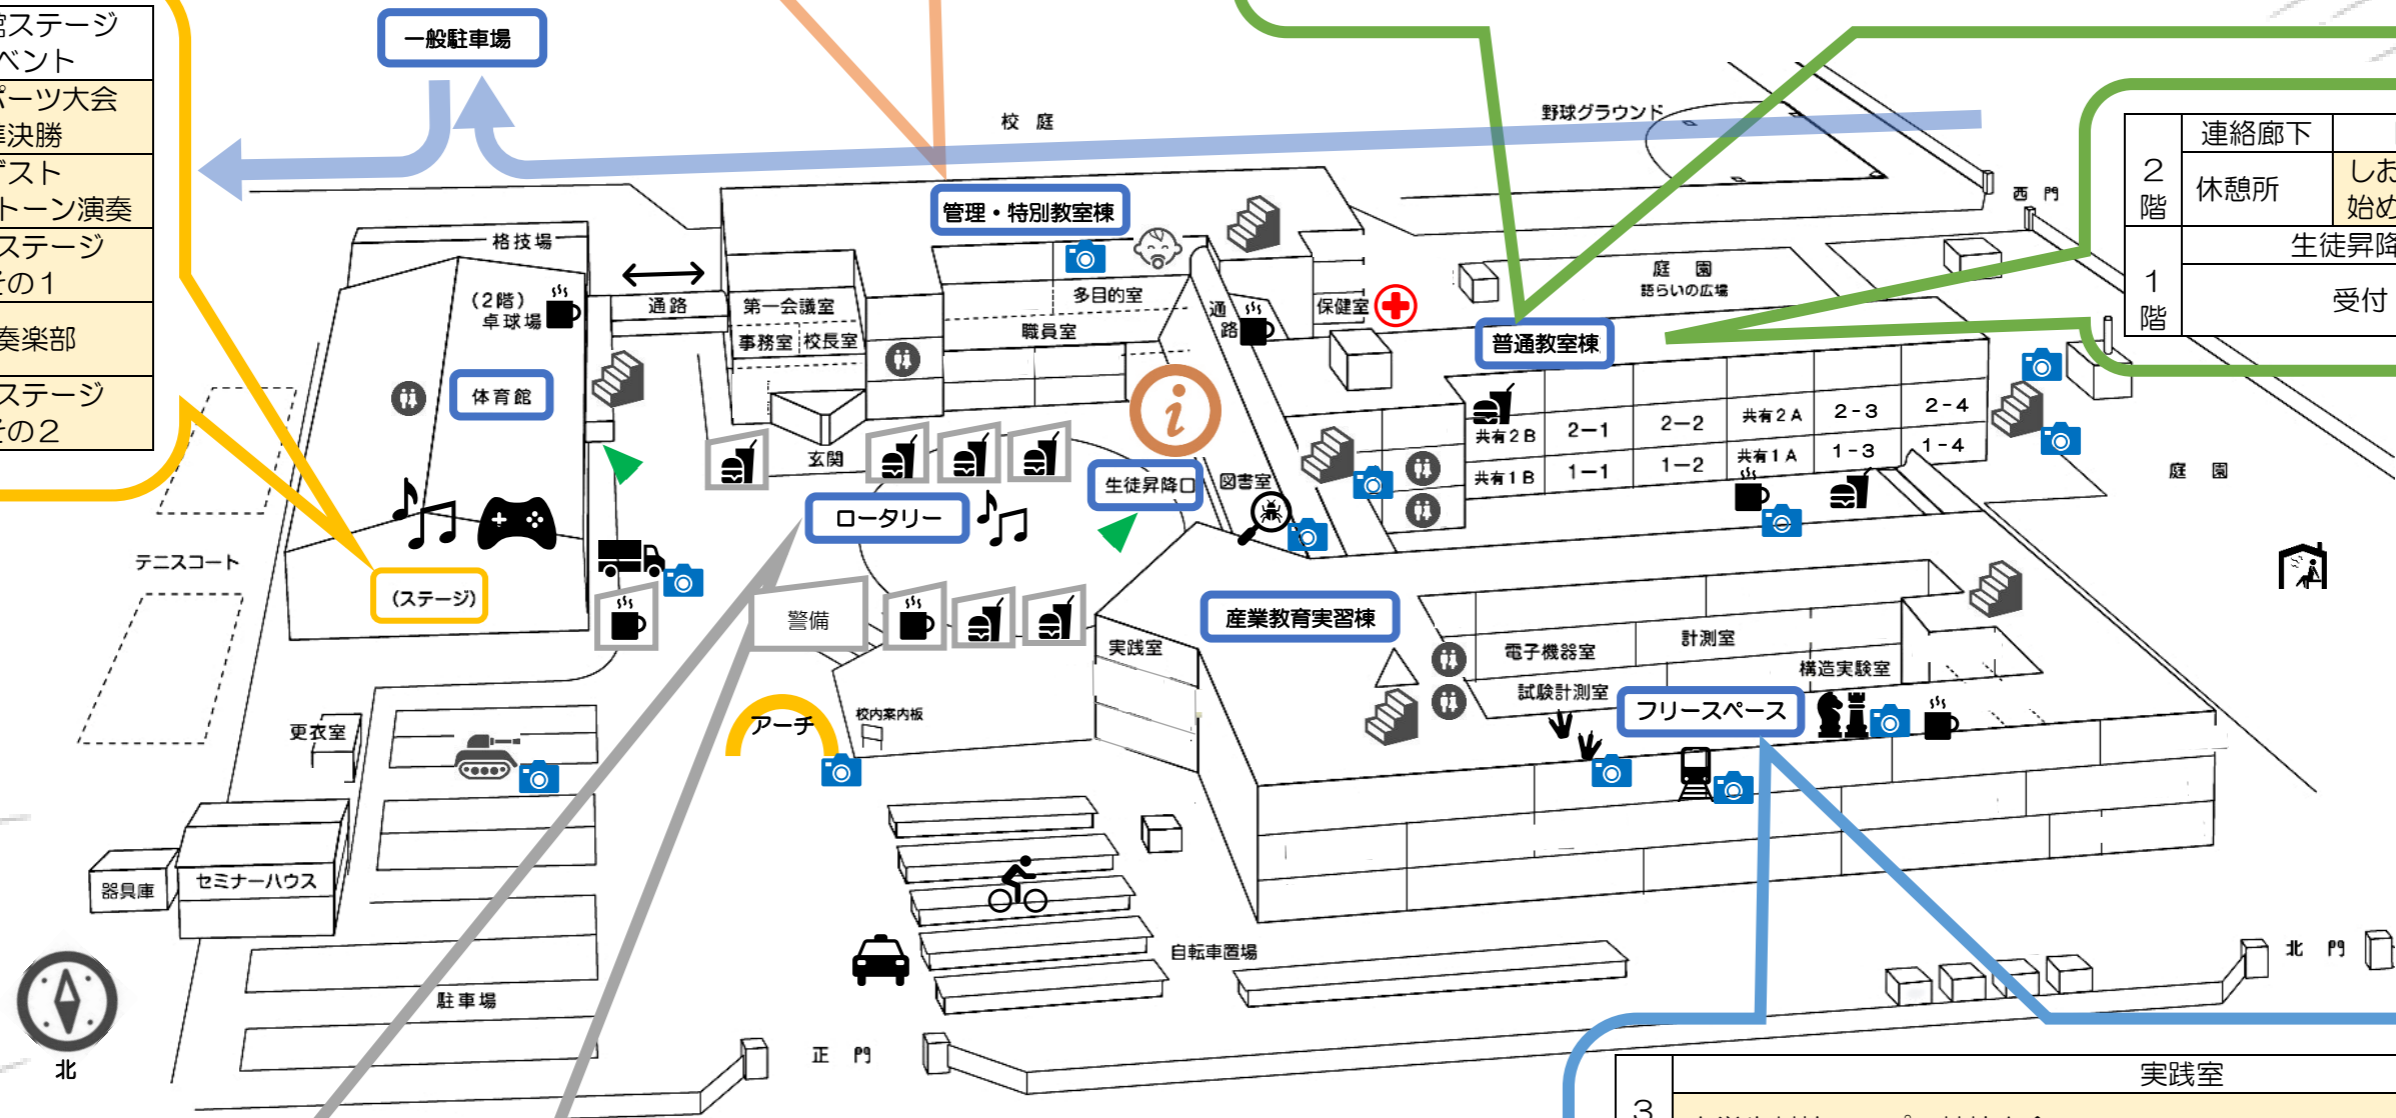 ステージ
ベント
ーツ大会
決勝
スト
トーン演奏
ステージ
その1
奏楽部
ステージ
その2
一般駐車場
校 庭
野球グラウンド
西 門
連絡廊下
2
階
休憩所
しお
始め
1
階
生徒昇降
受付
管理・特別教室棟
格技場
(2階)
卓球場
通路
第一会議室
事務室
校長室
多目的室
職員室
通
路
保健室
庭 園
語らいの広場
普通教室棟
体育館
共有2B
2-1
2-2
共有2A
2-3
2-4
共有1B
1-1
1-2
共有1A
1-3
1-4
玄関
生徒昇降口
図書室
ロータリー
庭 園
テニスコート
(ステージ)
警備
実践室
産業教育実習棟
電子機器室
計測室
構造実験室
試験計測室
フリースペース
アーチ
校内案内板
更衣室
器具庫
セミナーハウス
自転車置場
駐車場
北 門
正 門
北
実践室
3